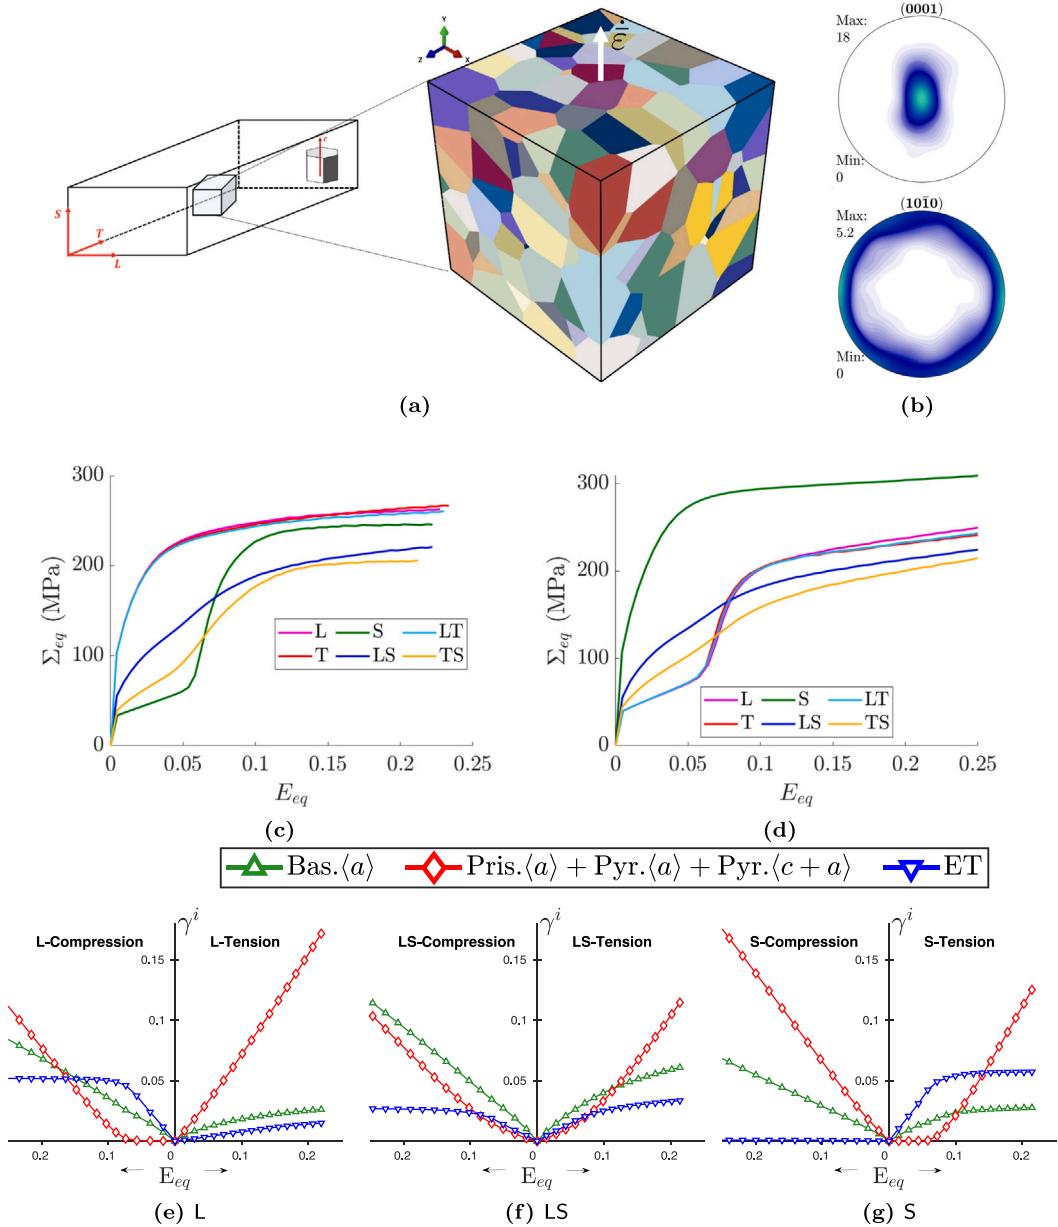 Y
Z
X
ε̇
c
S
T
L
(0001)
Max:
18
Min:
0
(101̄0)
Max:
5.2
Min:
0
(a)
(b)
300
200
100
0
Σeq (MPa)
0
0.05
0.1
0.15
0.2
0.25
Eeq
L
S
LT
T
LS
TS
(c)
300
200
100
0
Σeq (MPa)
0
0.05
0.1
0.15
0.2
0.25
Eeq
L
S
LT
T
LS
TS
(d)
Bas.⟨a⟩ Pris.⟨a⟩ + Pyr.⟨a⟩ + Pyr.⟨c + a⟩ ET
γi
L-Compression
L-Tension
0.15
0.1
0.05
0.2
0.1
0
0.1
0.2
Eeq
(e) L
γi
LS-Compression
LS-Tension
0.15
0.1
0.05
0.2
0.1
0
0.1
0.2
Eeq
(f) LS
γi
S-Compression
S-Tension
0.15
0.1
0.05
0.2
0.1
0
0.1
0.2
Eeq
(g) S